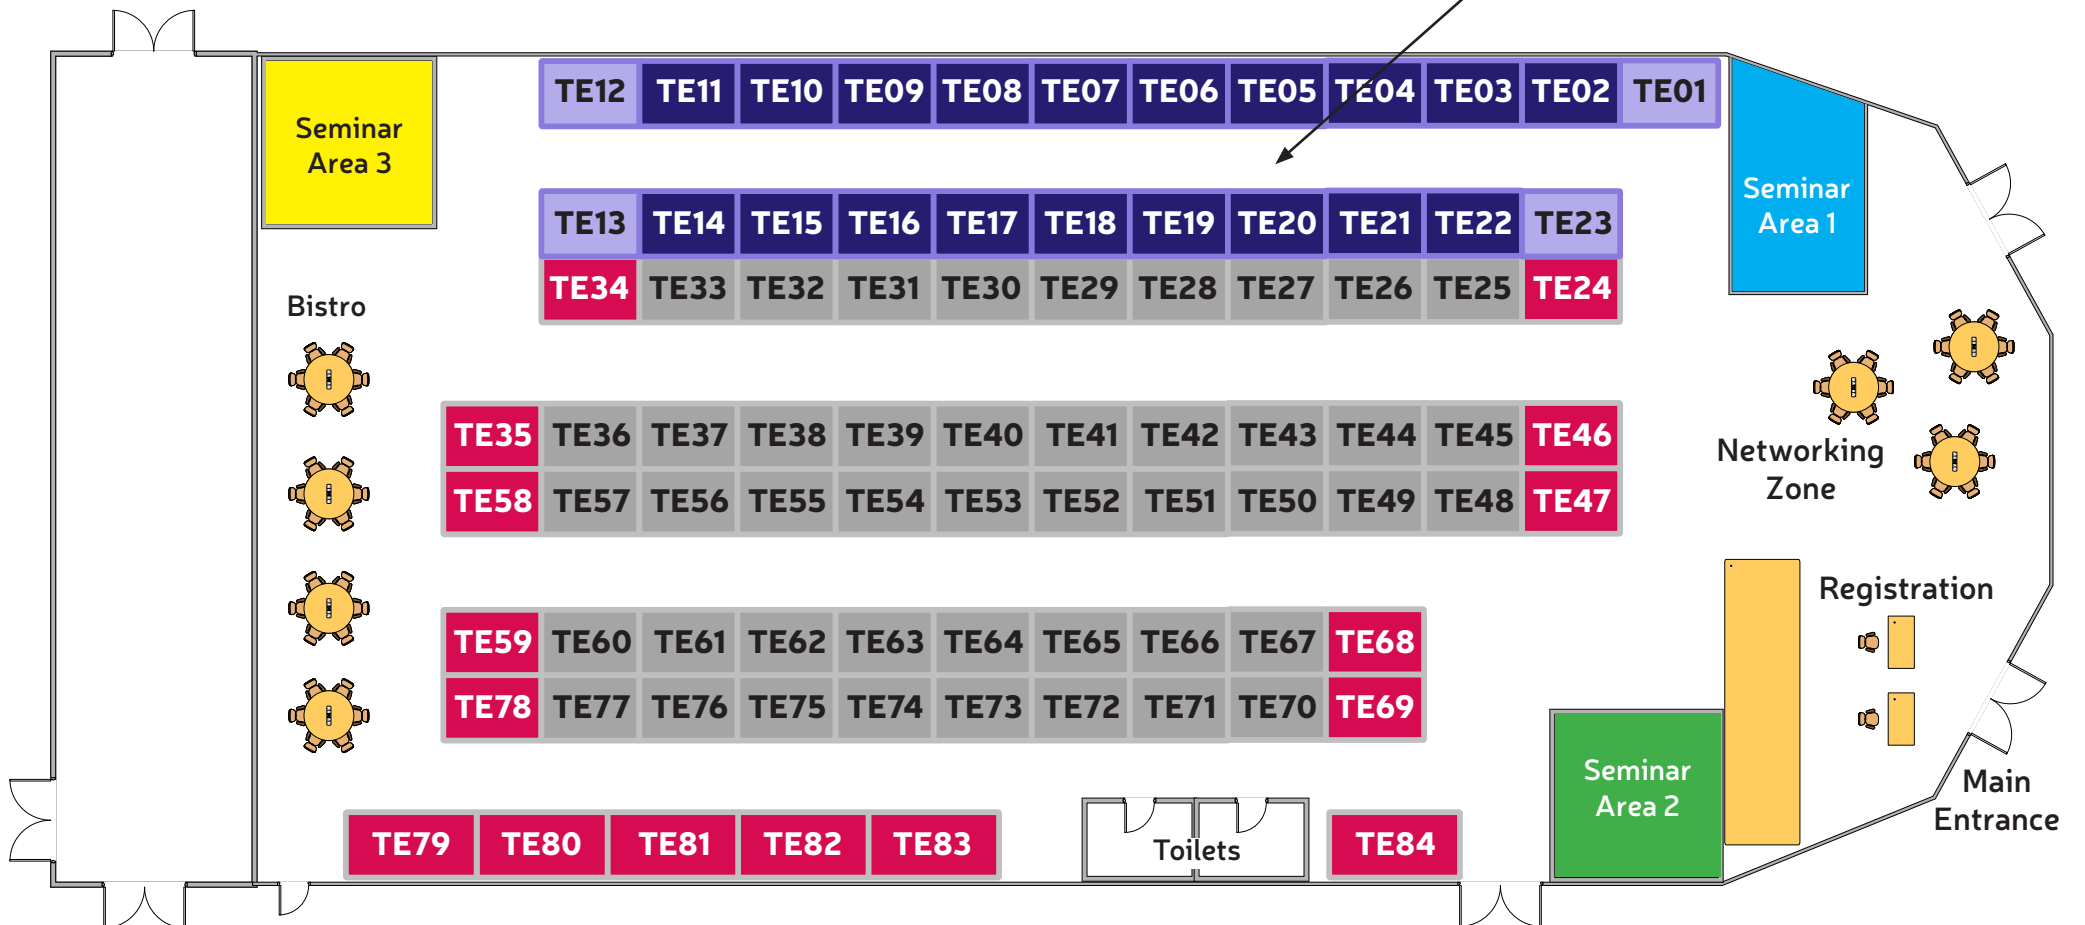 TE12 TE11 TE10 TE09 TE08 TE07 TE06 TE05 TE04 TE03 TE02 TE01
Seminar
Area 3
Seminar
Area 1
TE13 TE14 TE15 TE16 TE17 TE18 TE19 TE20 TE21 TE22 TE23
TE34 TE33 TE32 TE31 TE30 TE29 TE28 TE27 TE26 TE25 TE24
Bistro
TE35 TE36 TE37 TE38 TE39 TE40 TE41 TE42 TE43 TE44 TE45 TE46
TE58 TE57 TE56 TE55 TE54 TE53 TE52 TE51 TE50 TE49 TE48 TE47
Networking
Zone
Registration
TE59 TE60 TE61 TE62 TE63 TE64 TE65 TE66 TE67 TE68
TE78 TE77 TE76 TE75 TE74 TE73 TE72 TE71 TE70 TE69
Seminar
Area 2
Main
Entrance
TE79 TE80 TE81 TE82 TE83
Toilets
TE84